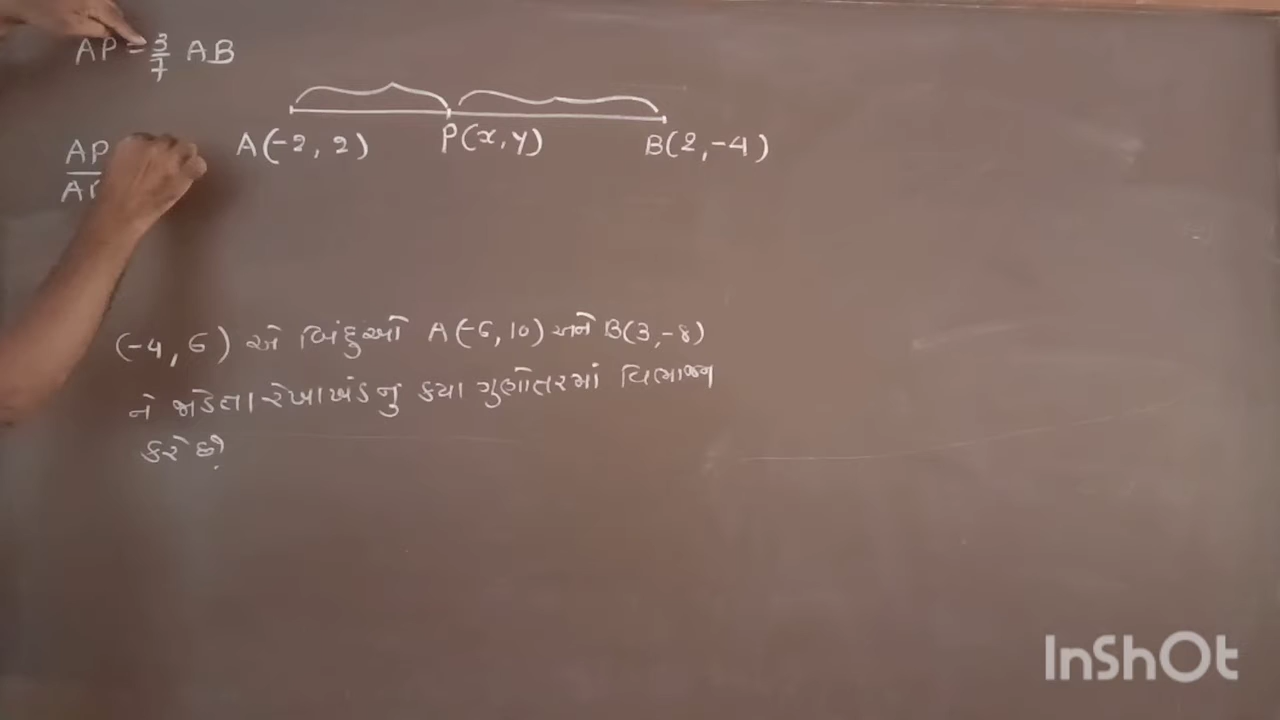 AP = 3/7 AB
A(-2, 2) P(x, y) B(2, -4)
AP
(-4, 6) એ બિંદુઓ A(-6, 10) અને B(3, -8)
ને જોડતા રેખાખંડનું કયા ગુણોતરમાં વિભાજન
કરે છે?
InShOt